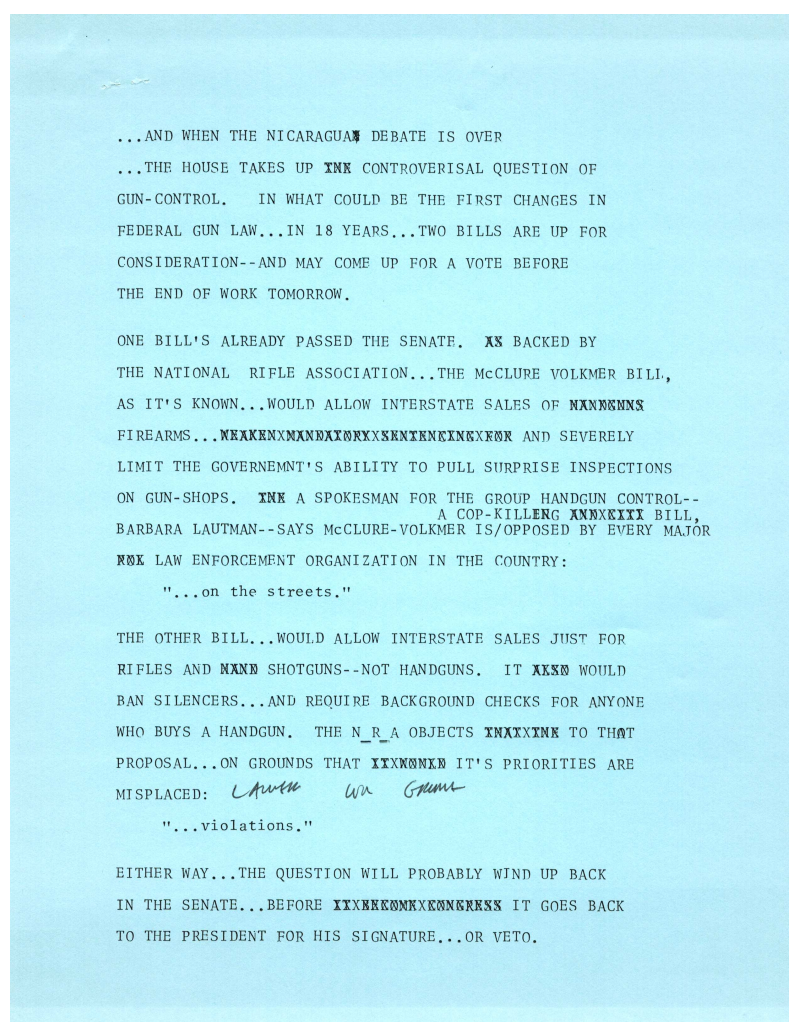 ...AND WHEN THE NICARAGUAN DEBATE IS OVER
...THE HOUSE TAKES UP CONTROVERISAL QUESTION OF
GUN-CONTROL. IN WHAT COULD BE THE FIRST CHANGES IN
FEDERAL GUN LAW...IN 18 YEARS...TWO BILLS ARE UP FOR
CONSIDERATION--AND MAY COME UP FOR A VOTE BEFORE
THE END OF WORK TOMORROW.
ONE BILL'S ALREADY PASSED THE SENATE. BACKED BY
THE NATIONAL RIFLE ASSOCIATION...THE McCLURE VOLKMER BILL,
AS IT'S KNOWN...WOULD ALLOW INTERSTATE SALES OF
FIREARMS... AND SEVERELY
LIMIT THE GOVERNEMNT'S ABILITY TO PULL SURPRISE INSPECTIONS
ON GUN-SHOPS. A SPOKESMAN FOR THE GROUP HANDGUN CONTROL--
A COP-KILLENG BILL,
BARBARA LAUTMAN--SAYS McCLURE-VOLKMER IS/OPPOSED BY EVERY MAJOR
LAW ENFORCEMENT ORGANIZATION IN THE COUNTRY:
"...on the streets."
THE OTHER BILL...WOULD ALLOW INTERSTATE SALES JUST FOR
RIFLES AND SHOTGUNS--NOT HANDGUNS. IT WOULD
BAN SILENCERS...AND REQUIRE BACKGROUND CHECKS FOR ANYONE
WHO BUYS A HANDGUN. THE N_R_A OBJECTS TO THAT
PROPOSAL...ON GROUNDS THAT IT'S PRIORITIES ARE
MISPLACED:
"...violations."
EITHER WAY...THE QUESTION WILL PROBABLY WIND UP BACK
IN THE SENATE...BEFORE IT GOES BACK
TO THE PRESIDENT FOR HIS SIGNATURE...OR VETO.